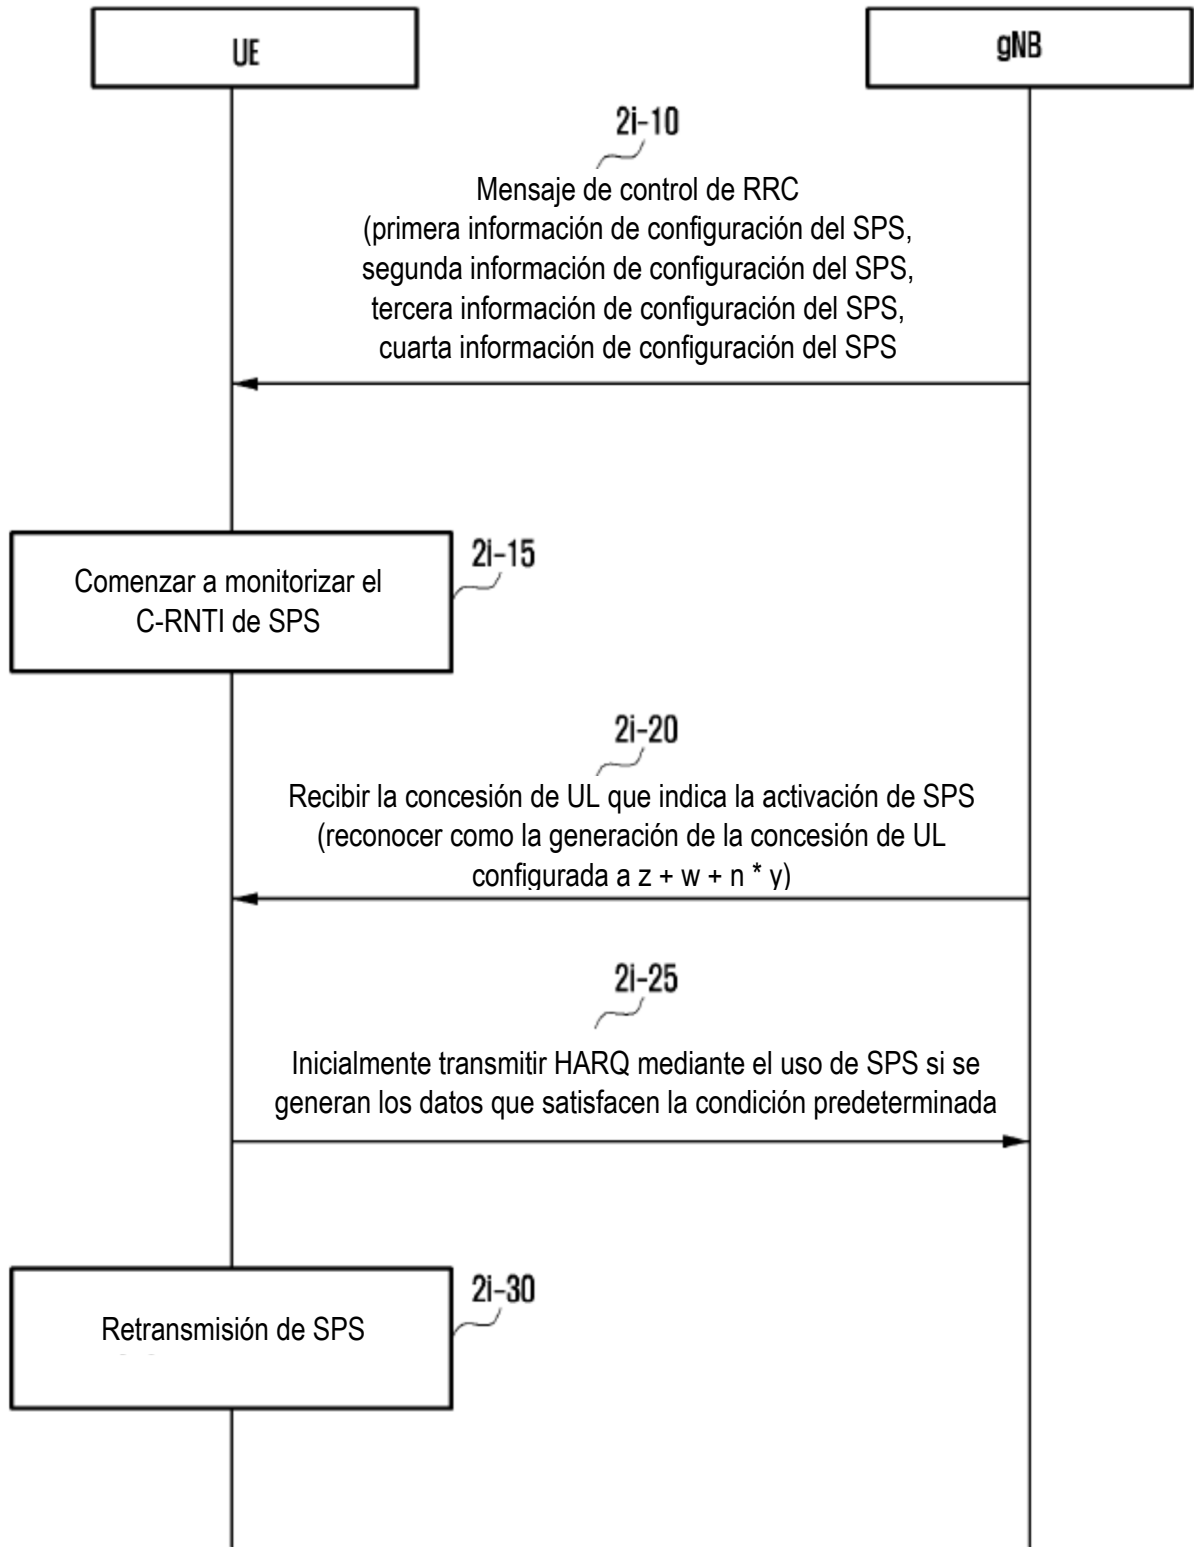 UE
gNB
2i-10
Mensaje de control de RRC
(primera información de configuración del SPS,
segunda información de configuración del SPS,
tercera información de configuración del SPS,
cuarta información de configuración del SPS
2i-15
Comenzar a monitorizar el
C-RNTI de SPS
2i-20
Recibir la concesión de UL que indica la activación de SPS
(reconocer como la generación de la concesión de UL
configurada a z + w + n * y)
2i-25
Inicialmente transmitir HARQ mediante el uso de SPS si se
generan los datos que satisfacen la condición predeterminada
2i-30
Retransmisión de SPS